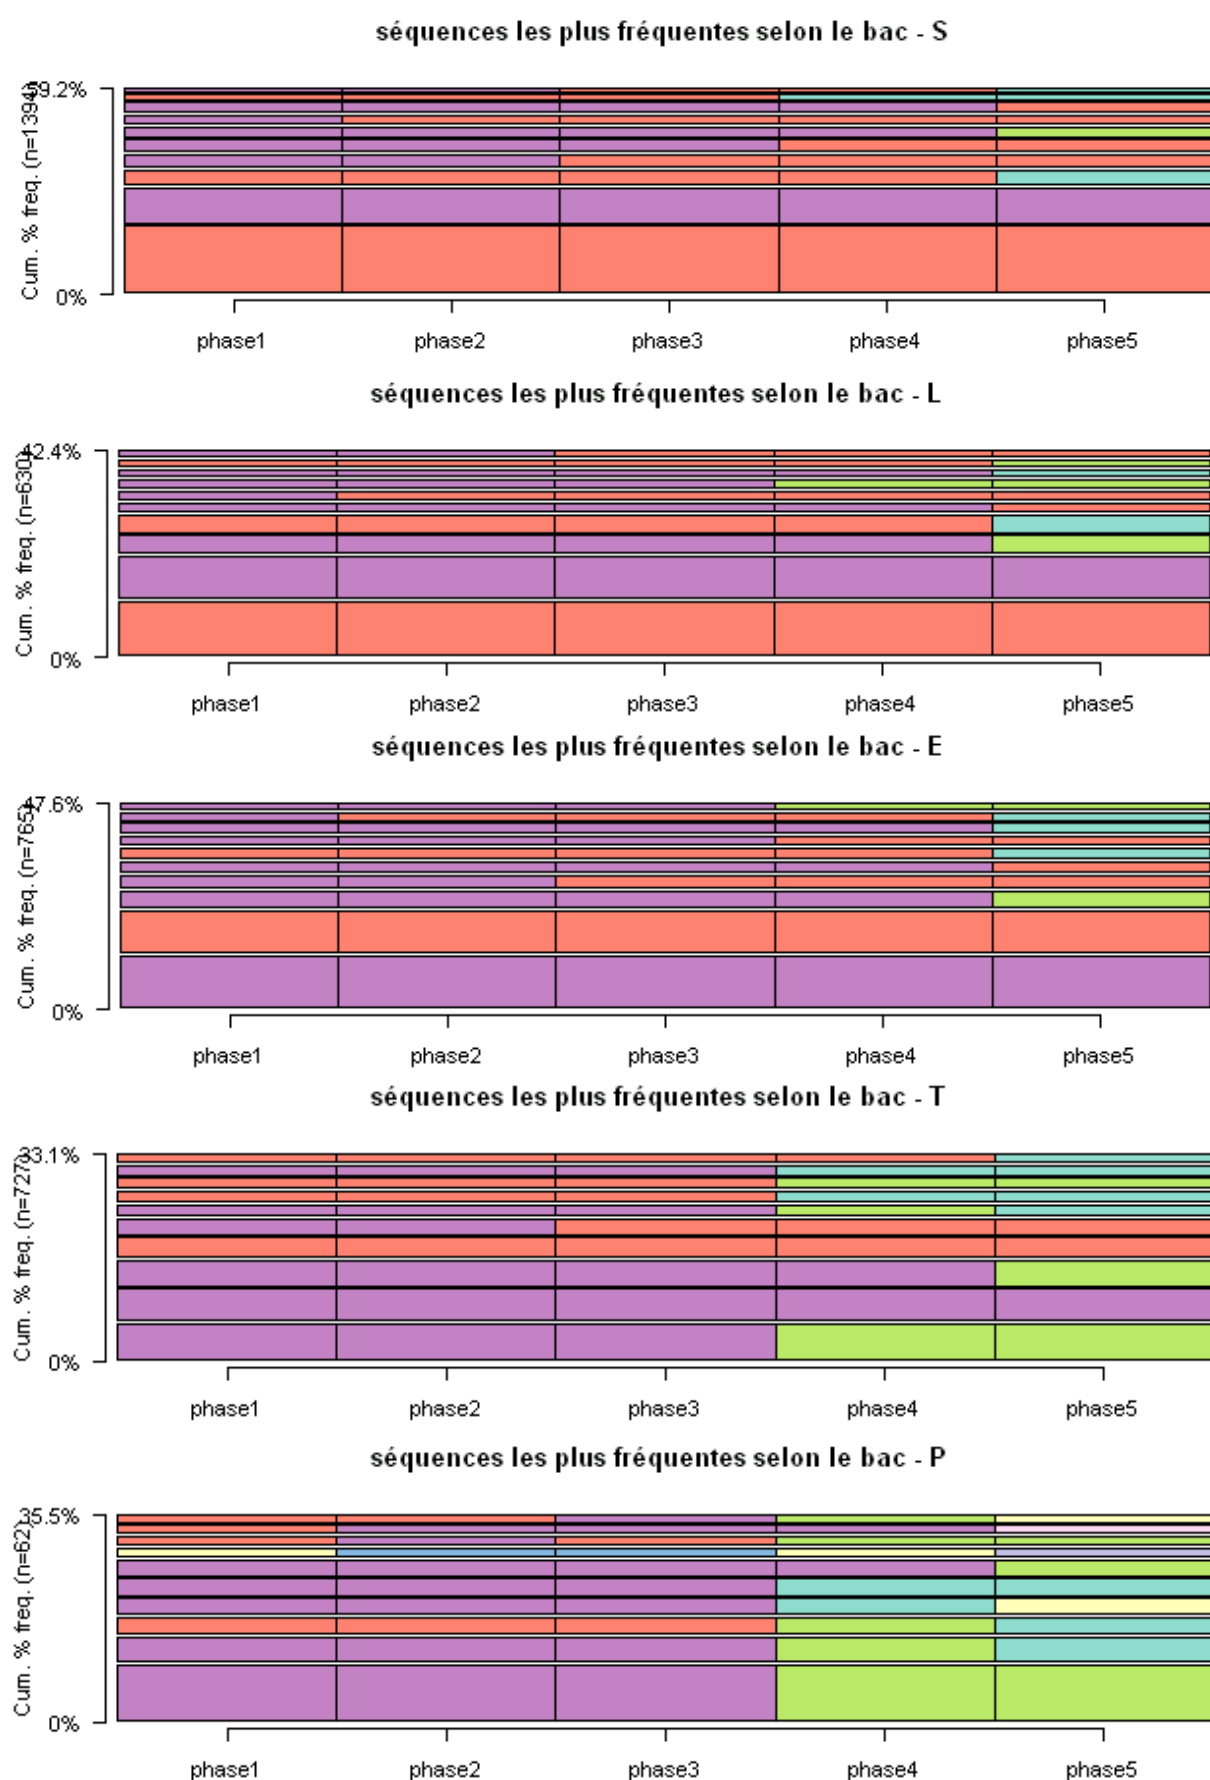 séquences les plus fréquentes selon le bac - S
Cum. % freq. (n=1394)
0%
phase1 phase2 phase3 phase4 phase5
séquences les plus fréquentes selon le bac - L
42.4%
Cum. % freq. (n=630)
0%
phase1 phase2 phase3 phase4 phase5
séquences les plus fréquentes selon le bac - E
47.6%
Cum. % freq. (n=765)
0%
phase1 phase2 phase3 phase4 phase5
séquences les plus fréquentes selon le bac - T
33.1%
Cum. % freq. (n=727)
0%
phase1 phase2 phase3 phase4 phase5
séquences les plus fréquentes selon le bac - P
35.5%
Cum. % freq. (n=62)
0%
phase1 phase2 phase3 phase4 phase5